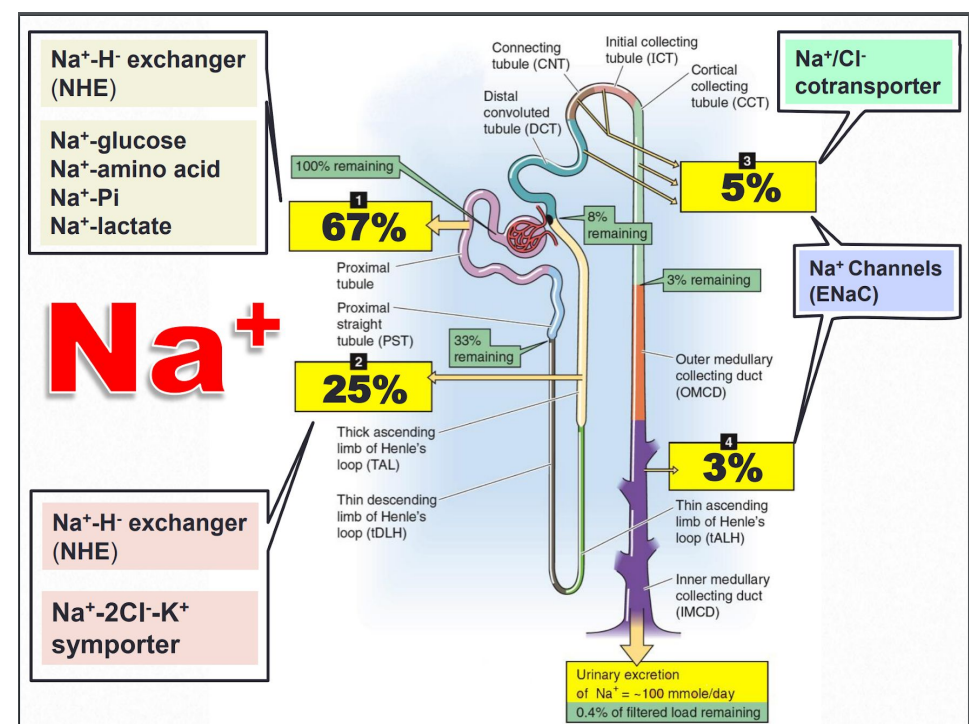 Na⁺-H⁻ exchanger
(NHE)
Na⁺-glucose
Na⁺-amino acid
Na⁺-Pi
Na⁺-lactate
Connecting
tubule (CNT)
Initial collecting
tubule (ICT)
Cortical
collecting
tubule (CCT)
Distal
convoluted
tubule (DCT)
Na⁺/Cl⁻
cotransporter
100% remaining
1
67%
8%
remaining
3
5%
Proximal
tubule
3% remaining
Na⁺ Channels
(ENaC)
Na⁺
Proximal
straight
tubule (PST)
33%
remaining
2
25%
Outer medullary
collecting duct
(OMCD)
Thick ascending
limb of Henle's
loop (TAL)
4
3%
Thin descending
limb of Henle's
loop (tDLH)
Thin ascending
limb of Henle's
loop (tALH)
Na⁺-H⁻ exchanger
(NHE)
Na⁺-2Cl⁻-K⁺
symporter
Inner medullary
collecting duct
(IMCD)
Urinary excretion
of Na⁺ = ~100 mmole/day
0.4% of filtered load remaining